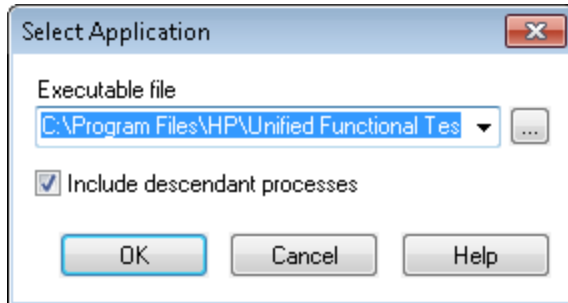 Select Application
Executable file
C:\Program Files\HP\Unified Functional Tes
...
Include descendant processes
OK Cancel Help